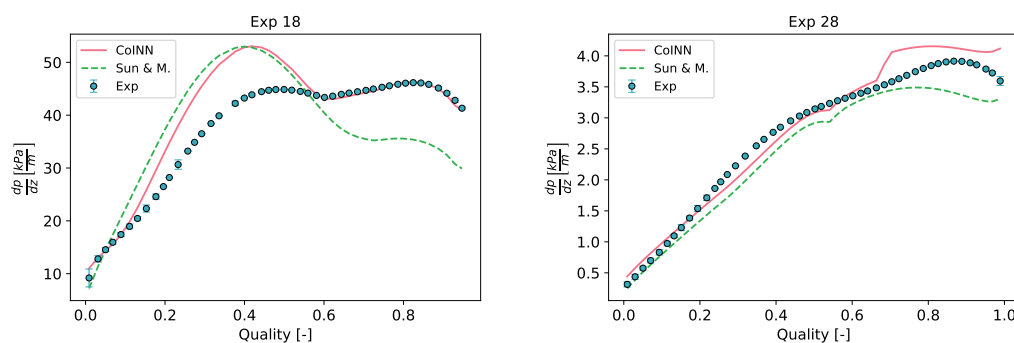 Exp 18
CoINN
Sun & M.
Exp
50
40
30
20
10
dp/dz [kPa/m]
0.0 0.2 0.4 0.6 0.8
Quality [-]
Exp 28
CoINN
Sun & M.
Exp
4.0
3.5
3.0
2.5
2.0
1.5
1.0
0.5
dp/dz [kPa/m]
0.0 0.2 0.4 0.6 0.8 1.0
Quality [-]